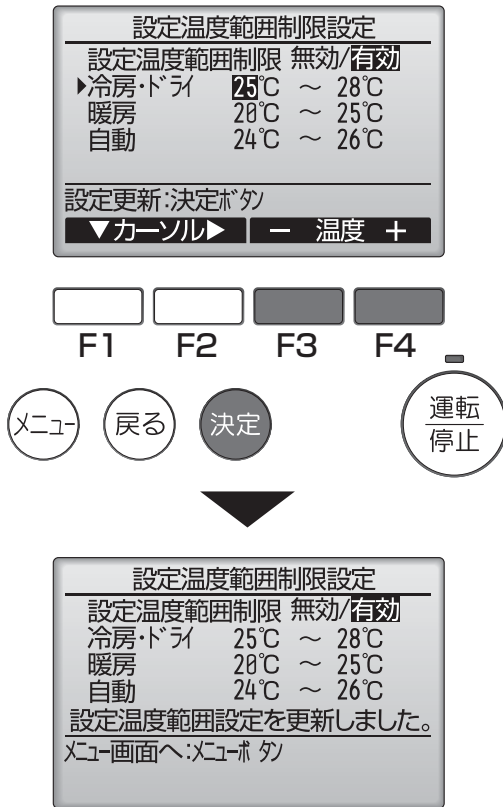 設定温度範囲制限設定
設定温度範囲制限 無効/有効
▶冷房・ドライ 25℃ ～ 28℃
暖房 20℃ ～ 25℃
自動 24℃ ～ 26℃
設定更新:決定ボタン
▼カーソル▶ － 温度 ＋
F1 F2 F3 F4
メニュー 戻る 決定 運転
停止
設定温度範囲制限設定
設定温度範囲制限 無効/有効
冷房・ドライ 25℃ ～ 28℃
暖房 20℃ ～ 25℃
自動 24℃ ～ 26℃
設定温度範囲設定を更新しました。
メニュー画面へ:メニューボタン